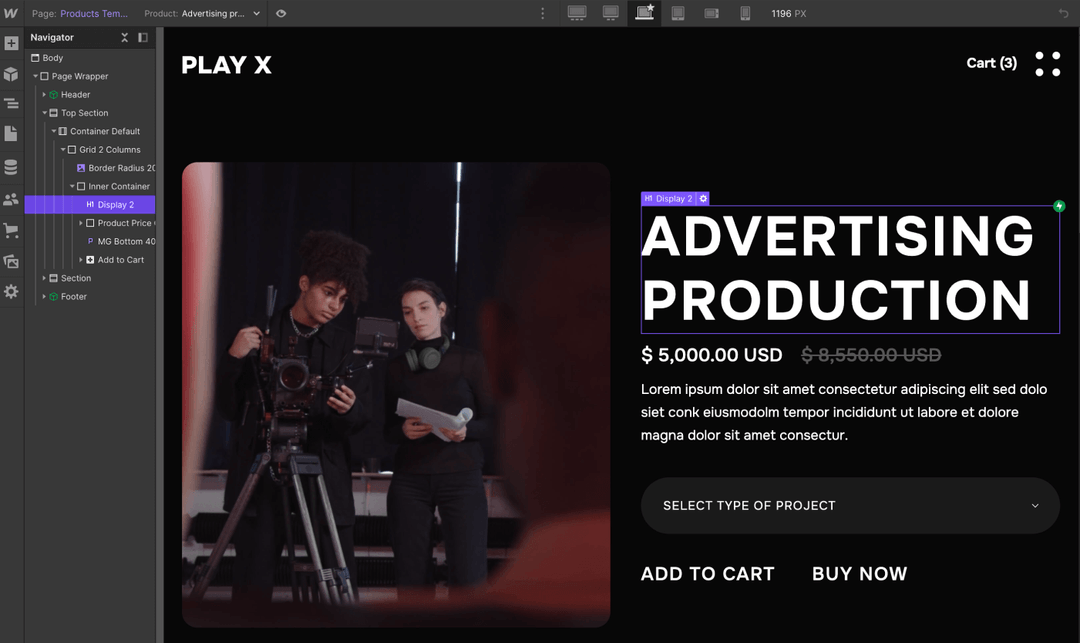 Page: Products Tem...
Product: Advertising pr...
1196 PX
Navigator
Body
Page Wrapper
Header
Top Section
Container Default
Grid 2 Columns
Border Radius 20
Inner Container
H1 Display 2
Product Price
P MG Bottom 40
Add to Cart
Section
Footer
PLAY X
Cart (3)
H1 Display 2
ADVERTISING
PRODUCTION
$ 5,000.00 USD $ 8,550.00 USD
Lorem ipsum dolor sit amet consectetur adipiscing elit sed dolo
siet conk eiusmodolm tempor incididunt ut labore et dolore
magna dolor sit amet consectur.
SELECT TYPE OF PROJECT
ADD TO CART BUY NOW